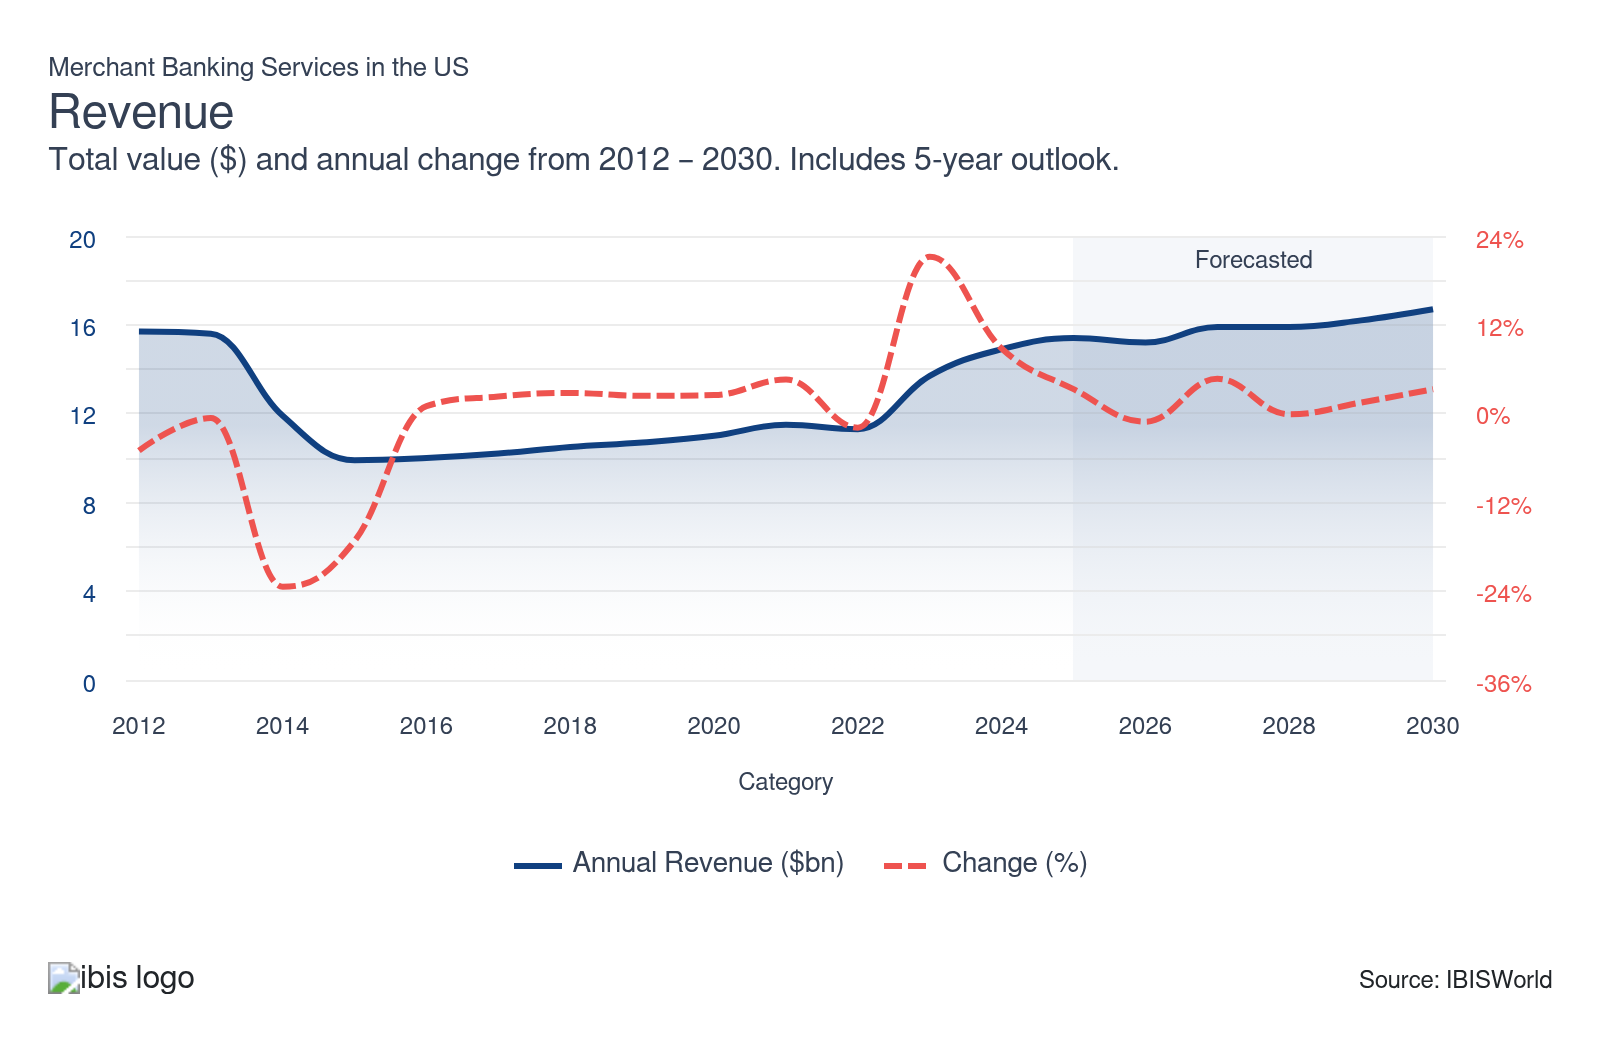 Merchant Banking Services in the US
Revenue
Total value ($) and annual change from 2012 – 2030. Includes 5-year outlook.
20
24%
Forecasted
16
12%
12
0%
8
-12%
4
-24%
0
-36%
2012 2014 2016 2018 2020 2022 2024 2026 2028 2030
Category
Annual Revenue ($bn) Change (%)
ibis logo
Source: IBISWorld